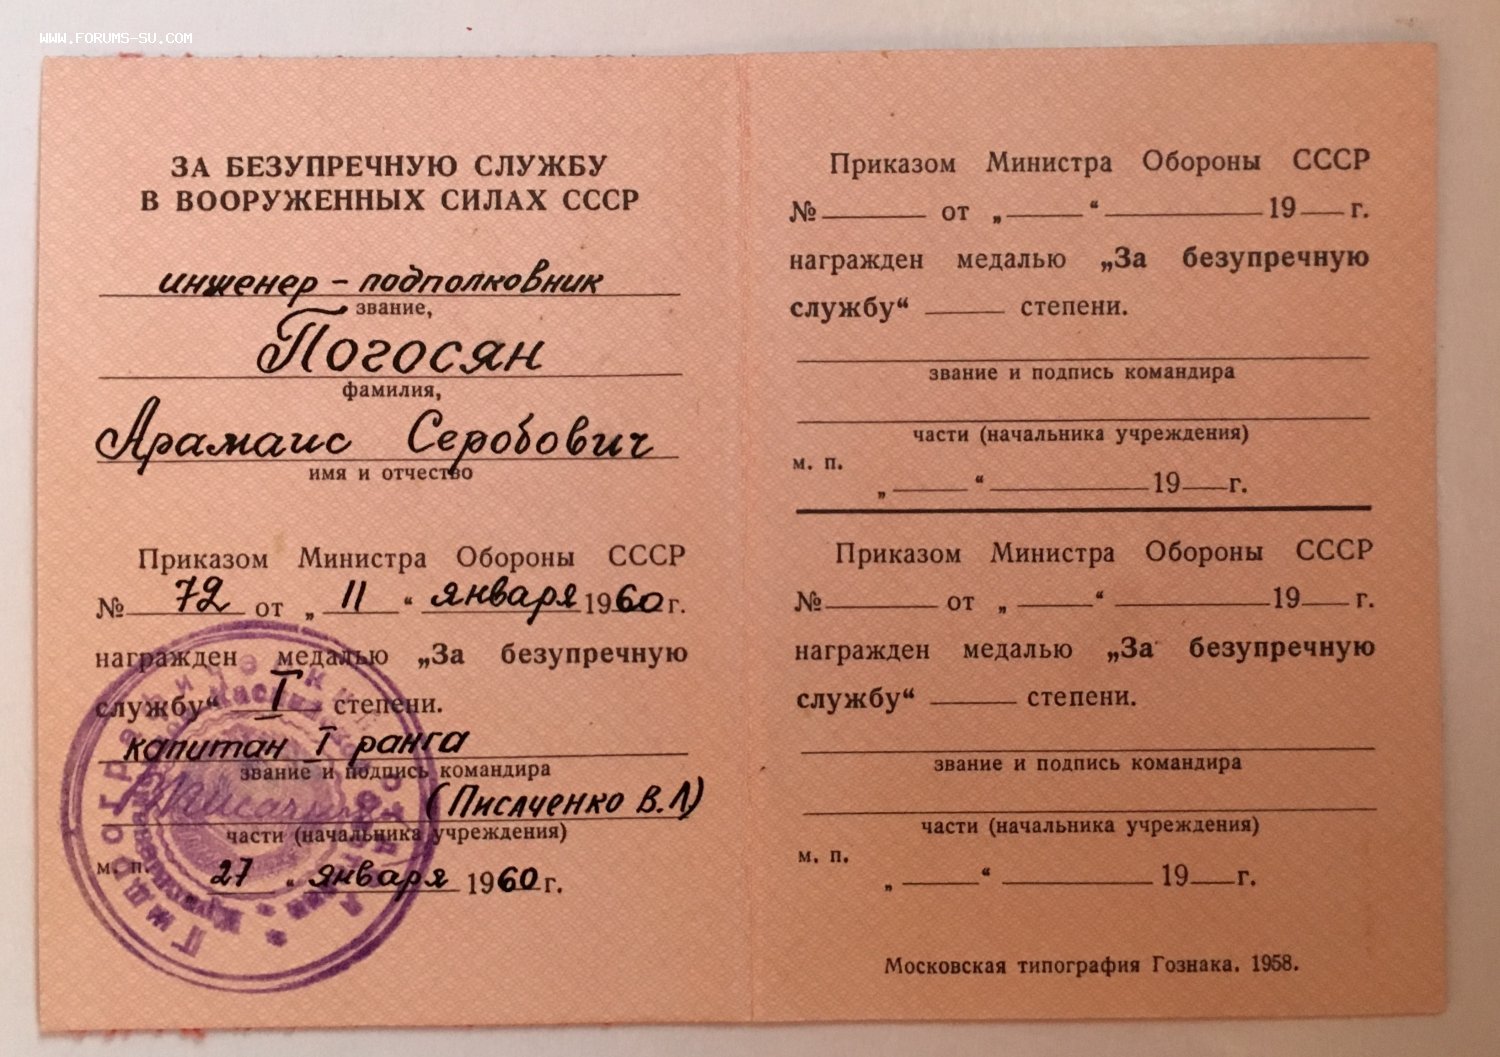 WWW.FORUMS-SU.COM
ЗА БЕЗУПРЕЧНУЮ СЛУЖБУ
В ВООРУЖЕННЫХ СИЛАХ СССР
инженер – подполковник
звание,
Погосян
фамилия,
Арамаис Серобович
имя и отчество
Приказом Министра Обороны СССР
№ 72 от „ 11 “ января 1960 г.
награжден медалью „За безупречную
службу“ I степени.
капитан I ранга
звание и подпись командира
(Писаченко В.Л)
части (начальника учреждения)
м. п.
27 “ января 1960 г.
Приказом Министра Обороны СССР
№ от „ “ 19 г.
награжден медалью „За безупречную
службу“ степени.
звание и подпись командира
части (начальника учреждения)
м. п.
„ “ 19 г.
Приказом Министра Обороны СССР
№ от „ “ 19 г.
награжден медалью „За безупречную
службу“ степени.
звание и подпись командира
части (начальника учреждения)
м. п.
„ “ 19 г.
Московская типография Гознака. 1958.